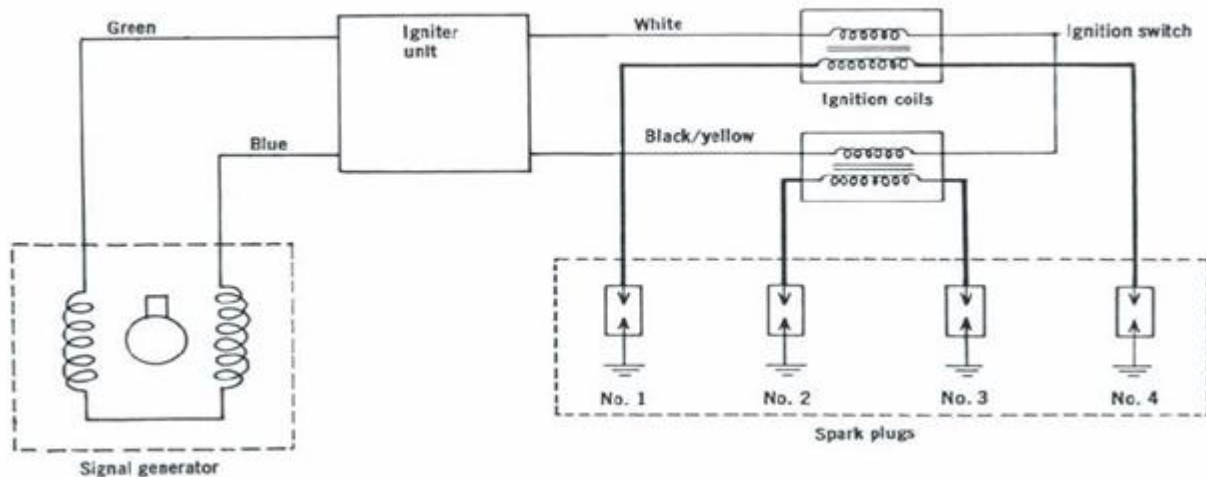 Green
Igniter
unit
White
Ignition switch
Ignition coils
Blue
Black/yellow
No. 1
No. 2
No. 3
No. 4
Spark plugs
Signal generator